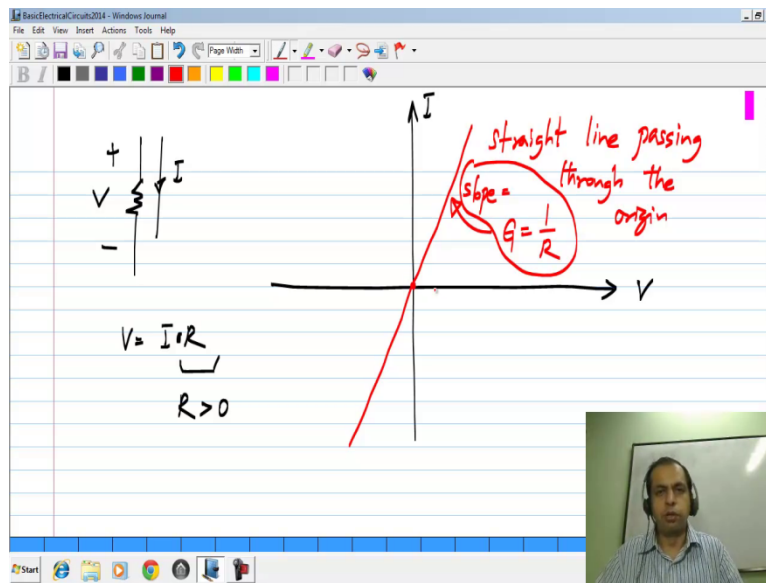 BasicElectricalCircuits2014 - Windows Journal
File Edit View Insert Actions Tools Help
Page Width
B I
I
straight line passing
through the
origin
slope =
G = 1/R
+
V
I
−
V
V = I•R
R > 0
Start